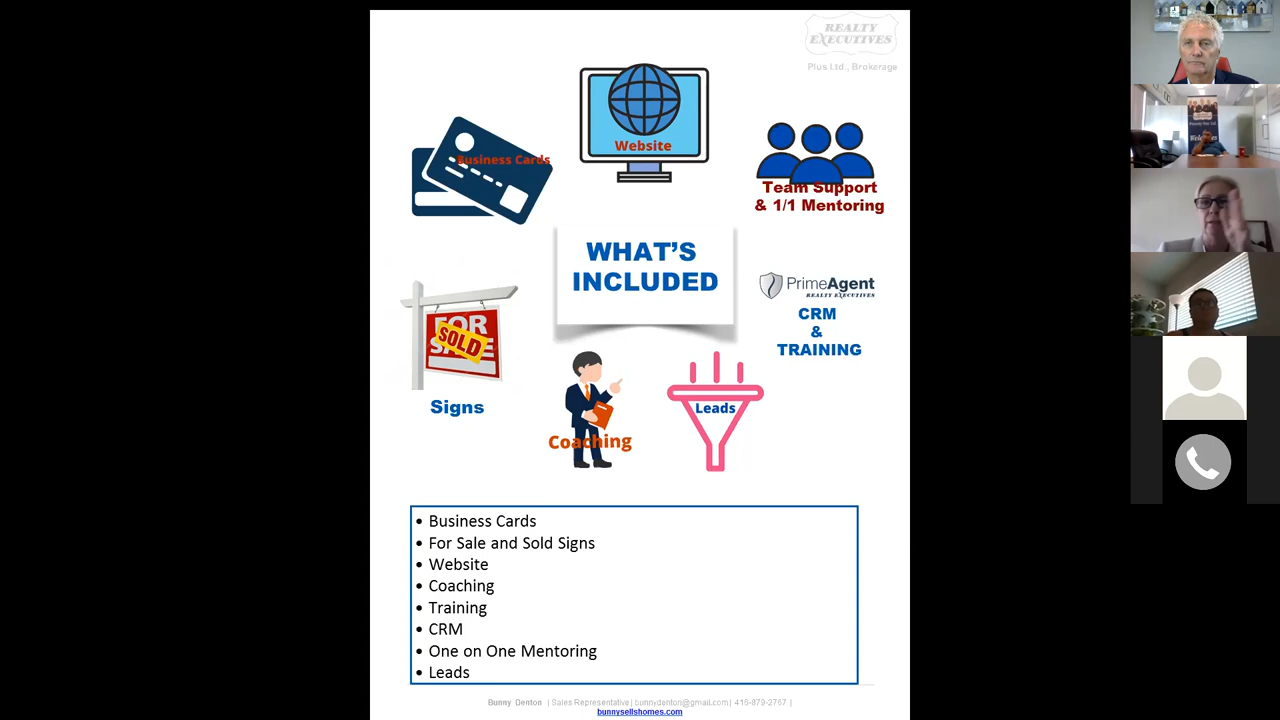 REALTY
EXECUTIVES
Plus Ltd., Brokerage
Website
Business Cards
Team Support
& 1/1 Mentoring
WHAT'S
INCLUDED
PrimeAgent
REALTY EXECUTIVES
CRM
&
TRAINING
FOR
SALE
SOLD
Signs
Coaching
Leads
• Business Cards
• For Sale and Sold Signs
• Website
• Coaching
• Training
• CRM
• One on One Mentoring
• Leads
Bunny Denton | Sales Representative | bunnydenton@gmail.com | 416-879-2767 |
bunnysellshomes.com